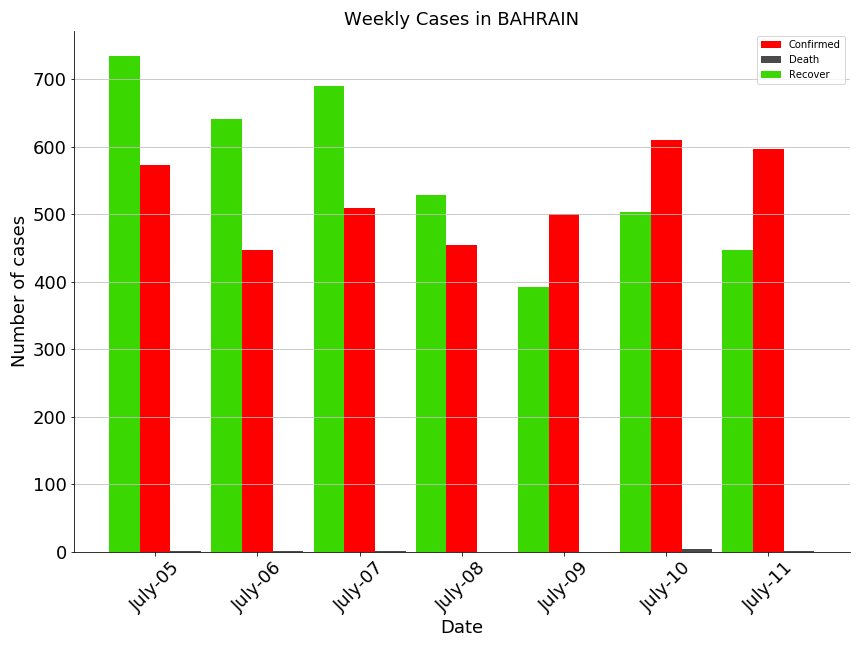 Weekly Cases in BAHRAIN
Confirmed
Death
Recover
Number of cases
700
600
500
400
300
200
100
0
July-05
July-06
July-07
July-08
July-09
July-10
July-11
Date